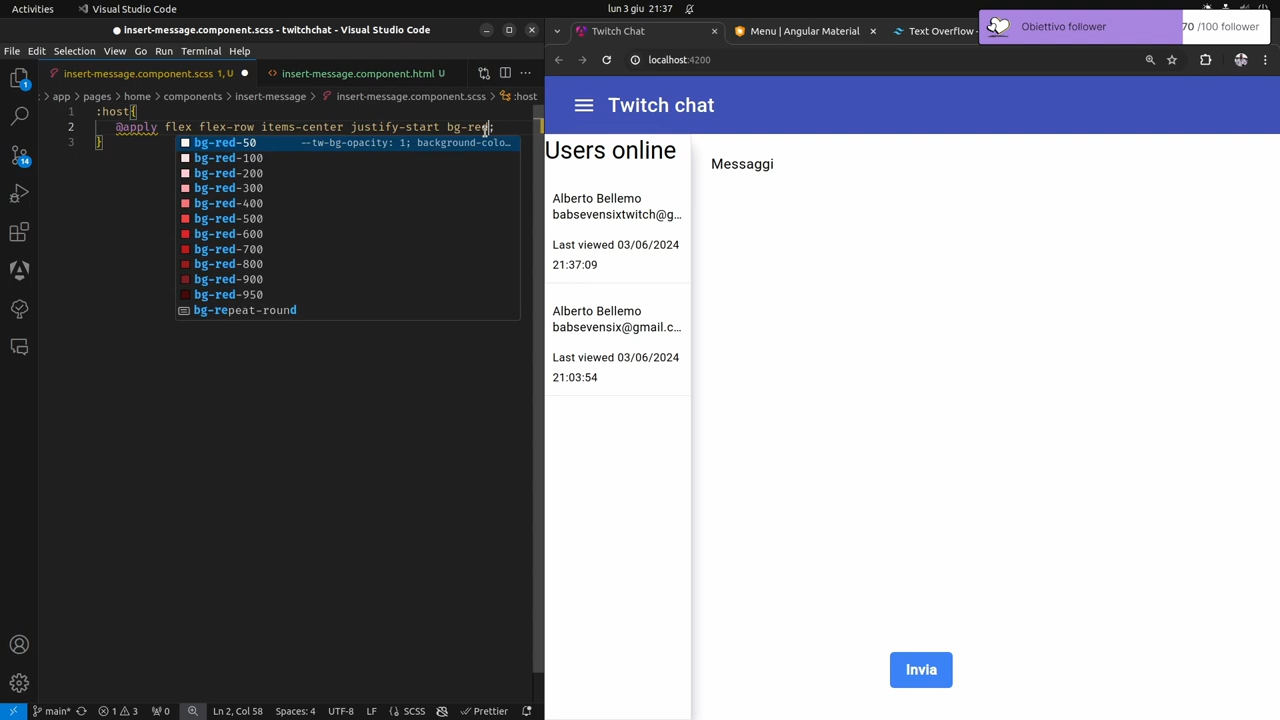 Activities
Visual Studio Code
lun 3 giu 21:37
insert-message.component.scss - twitchchat - Visual Studio Code
File Edit Selection View Go Run Terminal Help
insert-message.component.scss 1, U
insert-message.component.html U
: > app > pages > home > components > insert-message > insert-message.component.scss > :host
1 :host{
2 @apply flex flex-row items-center justify-start bg-red;
3 }
bg-red-50 --tw-bg-opacity: 1; background-colo…
bg-red-100
bg-red-200
bg-red-300
bg-red-400
bg-red-500
bg-red-600
bg-red-700
bg-red-800
bg-red-900
bg-red-950
bg-repeat-round
1
14
main*
1 3
0
Ln 2, Col 58
Spaces: 4
UTF-8
LF
SCSS
Prettier
Twitch Chat
Menu | Angular Material
Text Overflow -
Obiettivo follower
70 /100 follower
localhost:4200
Twitch chat
Users online
Alberto Bellemo
babsevensixtwitch@g...
Last viewed 03/06/2024
21:37:09
Alberto Bellemo
babsevensix@gmail.c...
Last viewed 03/06/2024
21:03:54
Messaggi
Invia